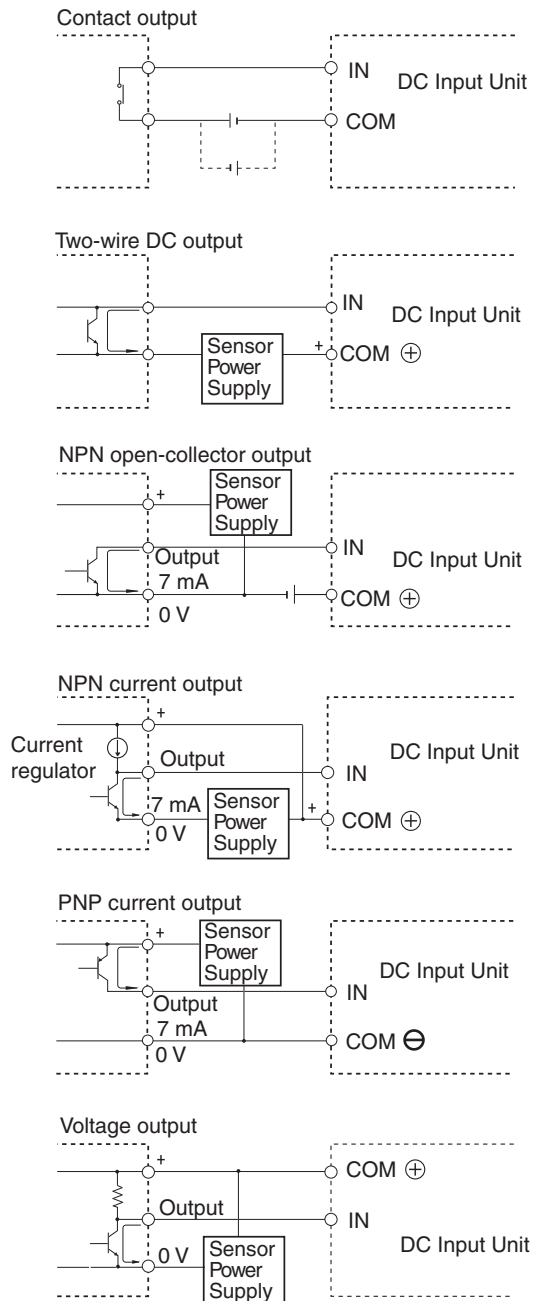 Contact output
IN
DC Input Unit
COM
Two-wire DC output
IN
DC Input Unit
Sensor
Power
Supply
+
COM ⊕
NPN open-collector output
+
Sensor
Power
Supply
Output
IN
DC Input Unit
7 mA
COM ⊕
0 V
NPN current output
+
Current
regulator
Output
DC Input Unit
IN
7 mA
Sensor
Power
Supply
+
COM ⊕
0 V
PNP current output
+
Sensor
Power
Supply
DC Input Unit
IN
Output
7 mA
COM ⊖
0 V
Voltage output
+
COM ⊕
Output
IN
0 V
Sensor
Power
Supply
DC Input Unit